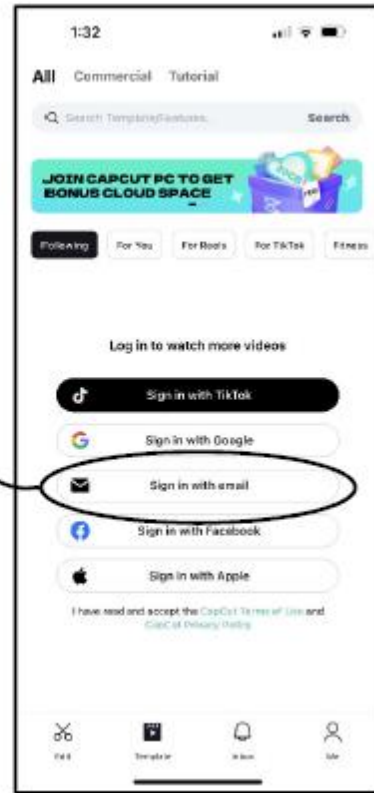 1:32
All Commercial Tutorial
Search
JOIN CAPCUT PC TO GET
BONUS CLOUD SPACE
Following For You For Reels For TikTok Fitness
Log in to watch more videos
Sign in with TikTok
Sign in with Google
Sign in with email
Sign in with Facebook
Sign in with Apple
I have read and accept the CapCut Terms of Use and
CapCut Privacy Policy
Edit Template Inbox Me